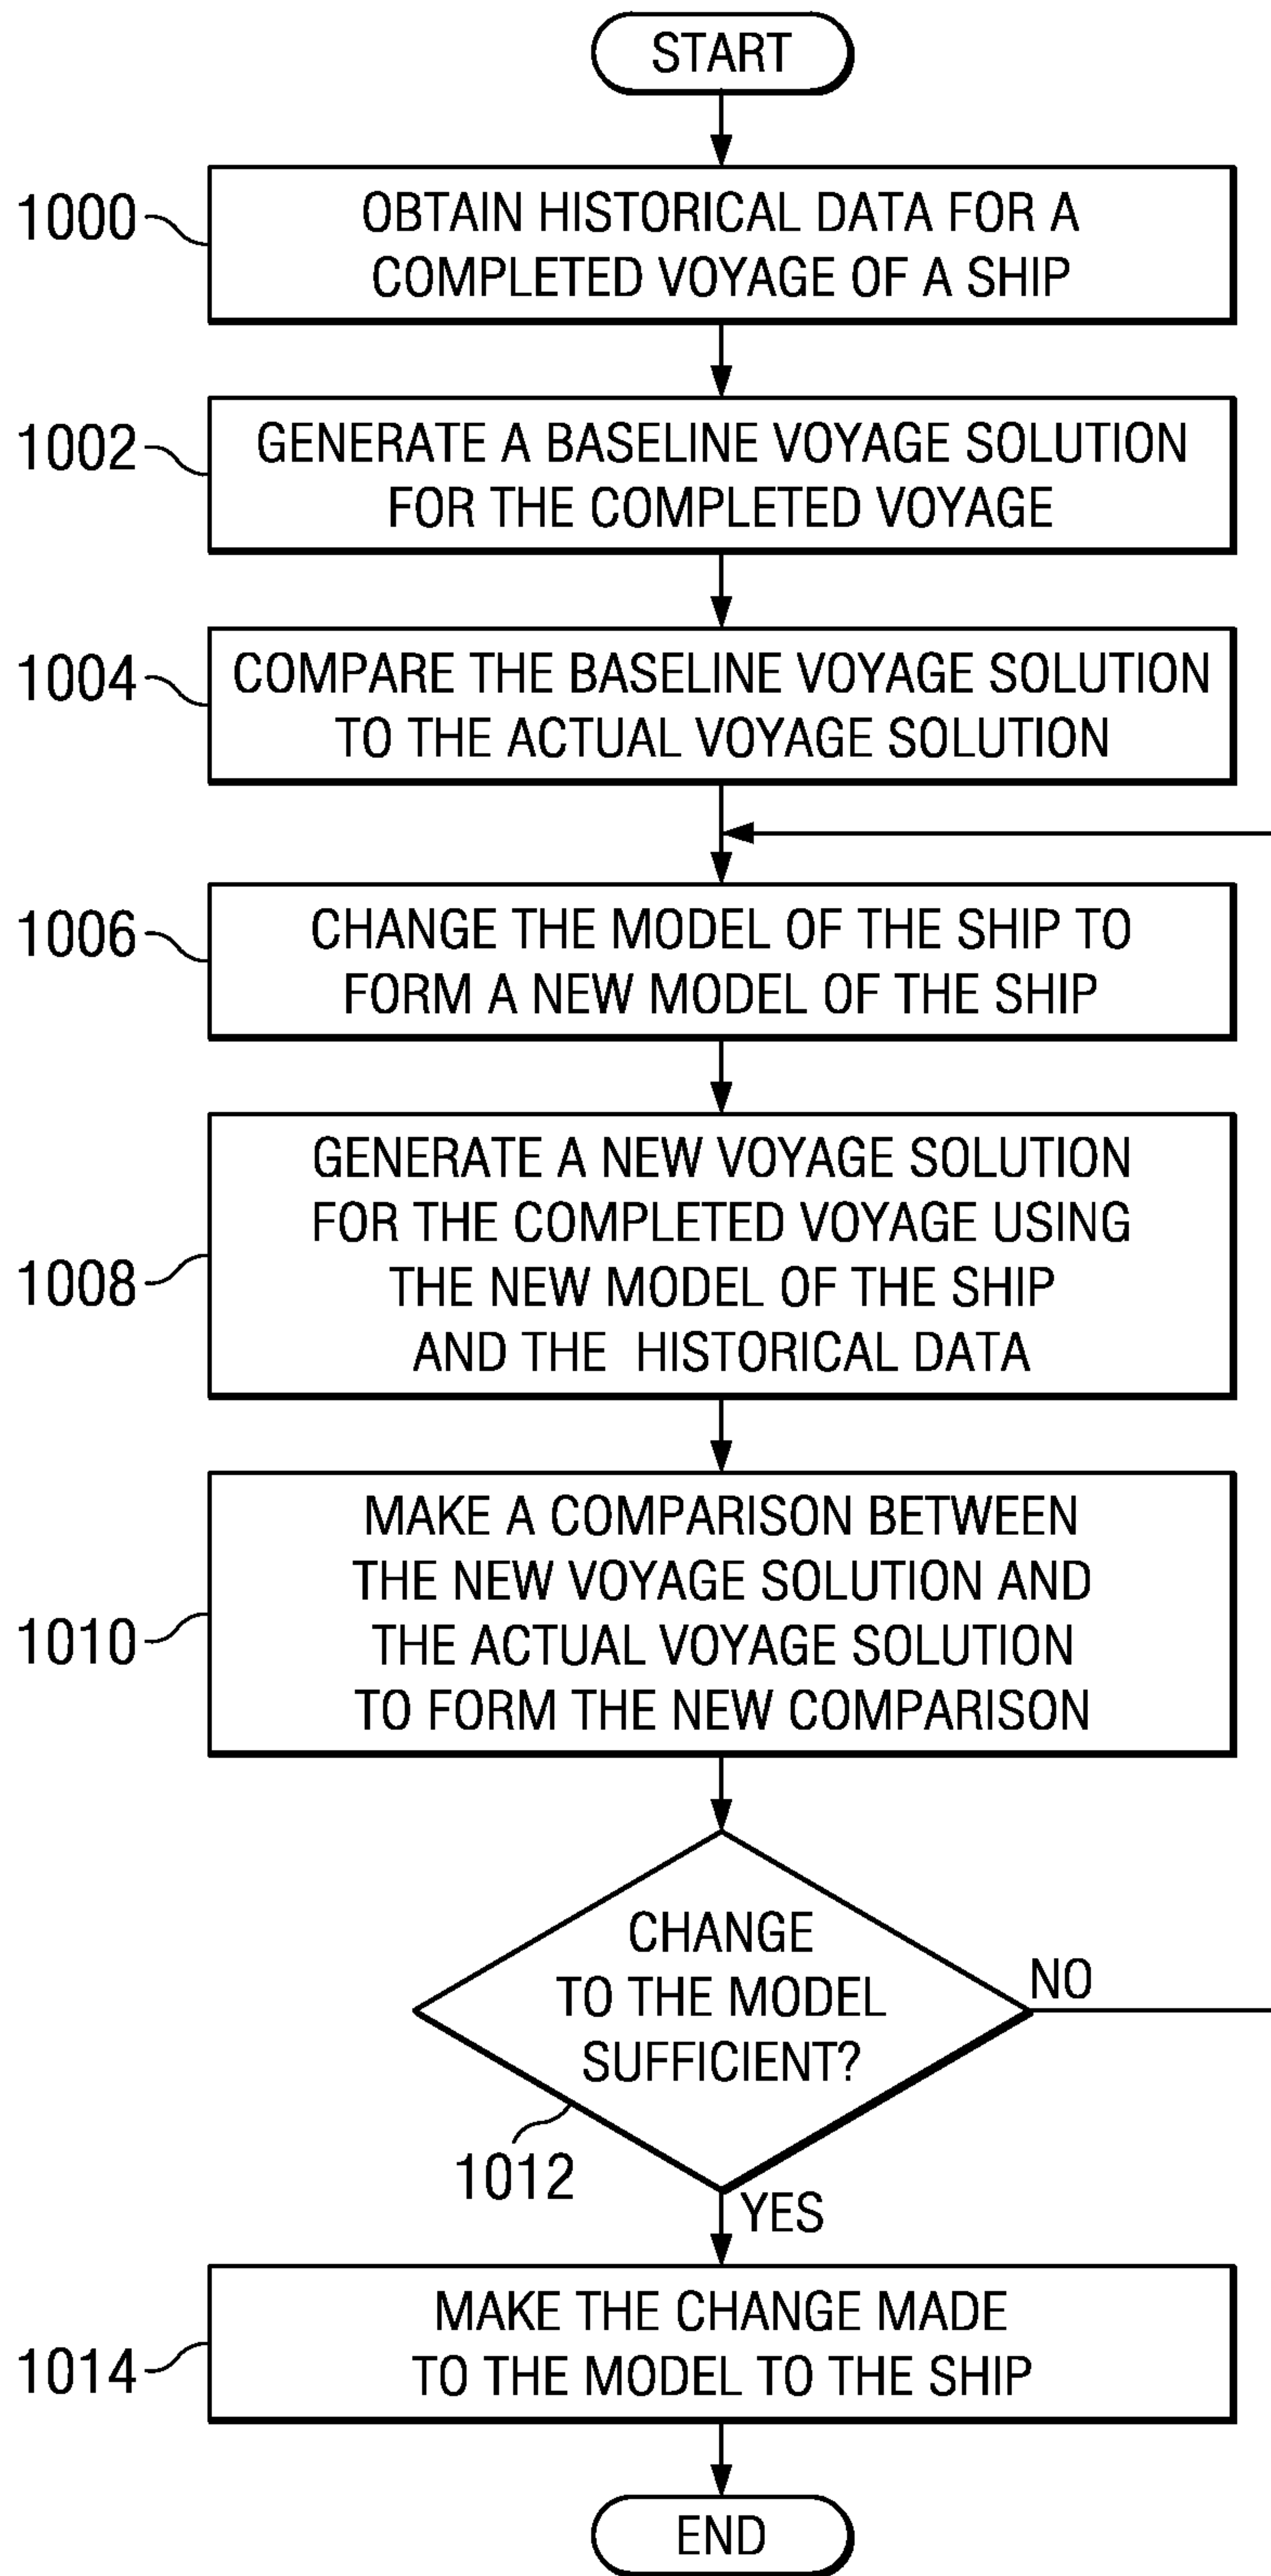 START
1000
OBTAIN HISTORICAL DATA FOR A
COMPLETED VOYAGE OF A SHIP
1002
GENERATE A BASELINE VOYAGE SOLUTION
FOR THE COMPLETED VOYAGE
1004
COMPARE THE BASELINE VOYAGE SOLUTION
TO THE ACTUAL VOYAGE SOLUTION
1006
CHANGE THE MODEL OF THE SHIP TO
FORM A NEW MODEL OF THE SHIP
1008
GENERATE A NEW VOYAGE SOLUTION
FOR THE COMPLETED VOYAGE USING
THE NEW MODEL OF THE SHIP
AND THE HISTORICAL DATA
1010
MAKE A COMPARISON BETWEEN
THE NEW VOYAGE SOLUTION AND
THE ACTUAL VOYAGE SOLUTION
TO FORM THE NEW COMPARISON
CHANGE
TO THE MODEL
SUFFICIENT?
NO
1012
YES
1014
MAKE THE CHANGE MADE
TO THE MODEL TO THE SHIP
END